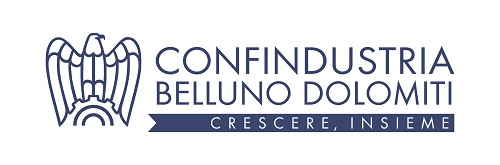 CONFINDUSTRIA
BELLUNO DOLOMITI
CRESCERE, INSIEME